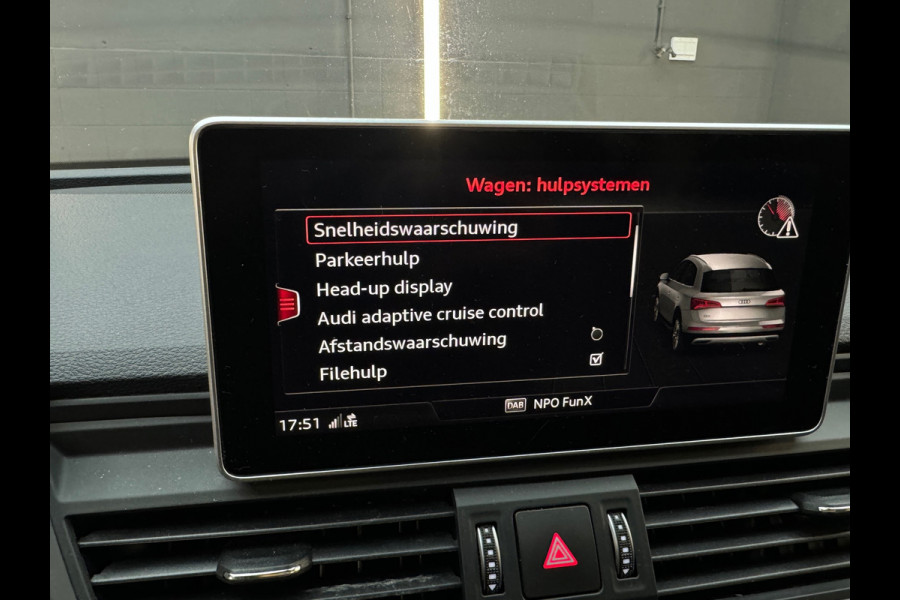 Wagen: hulpsystemen
Snelheidswaarschuwing
Parkeerhulp
Head-up display
Audi adaptive cruise control
Afstandswaarschuwing
Filehulp
DAB NPO FunX
17:51 LTE